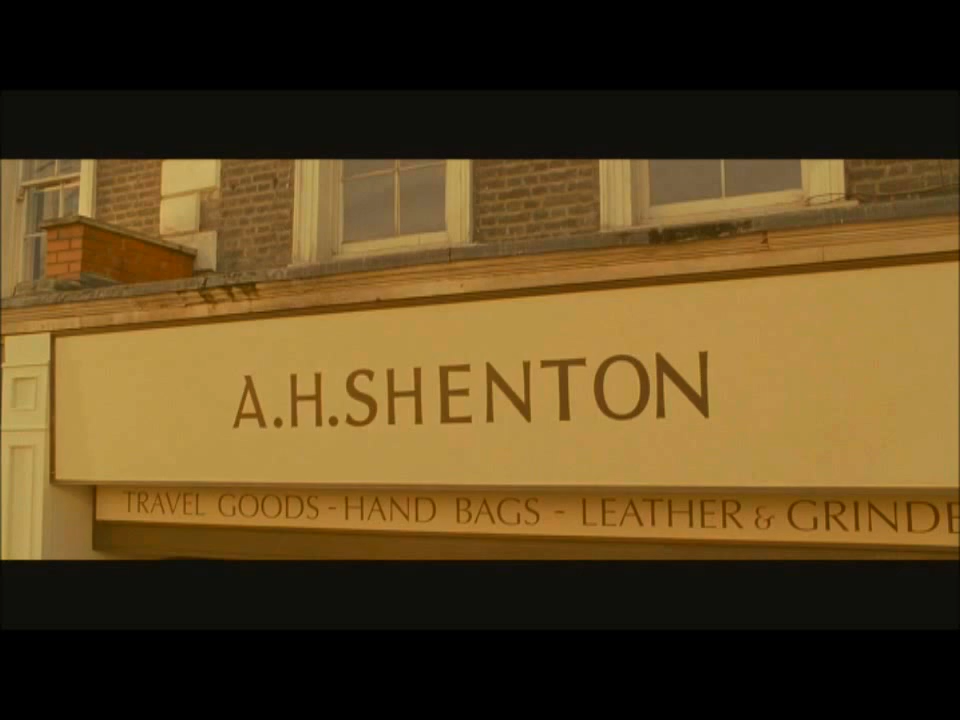 A.H.SHENTON
TRAVEL GOODS - HAND BAGS - LEATHER & GRINDE